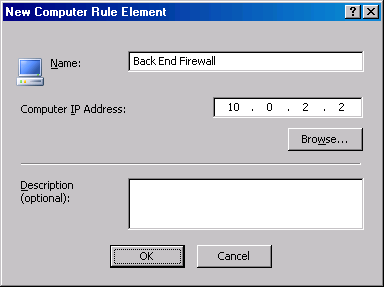 New Computer Rule Element
Name: Back End Firewall
Computer IP Address: 10 . 0 . 2 . 2
Browse...
Description
(optional):
OK Cancel